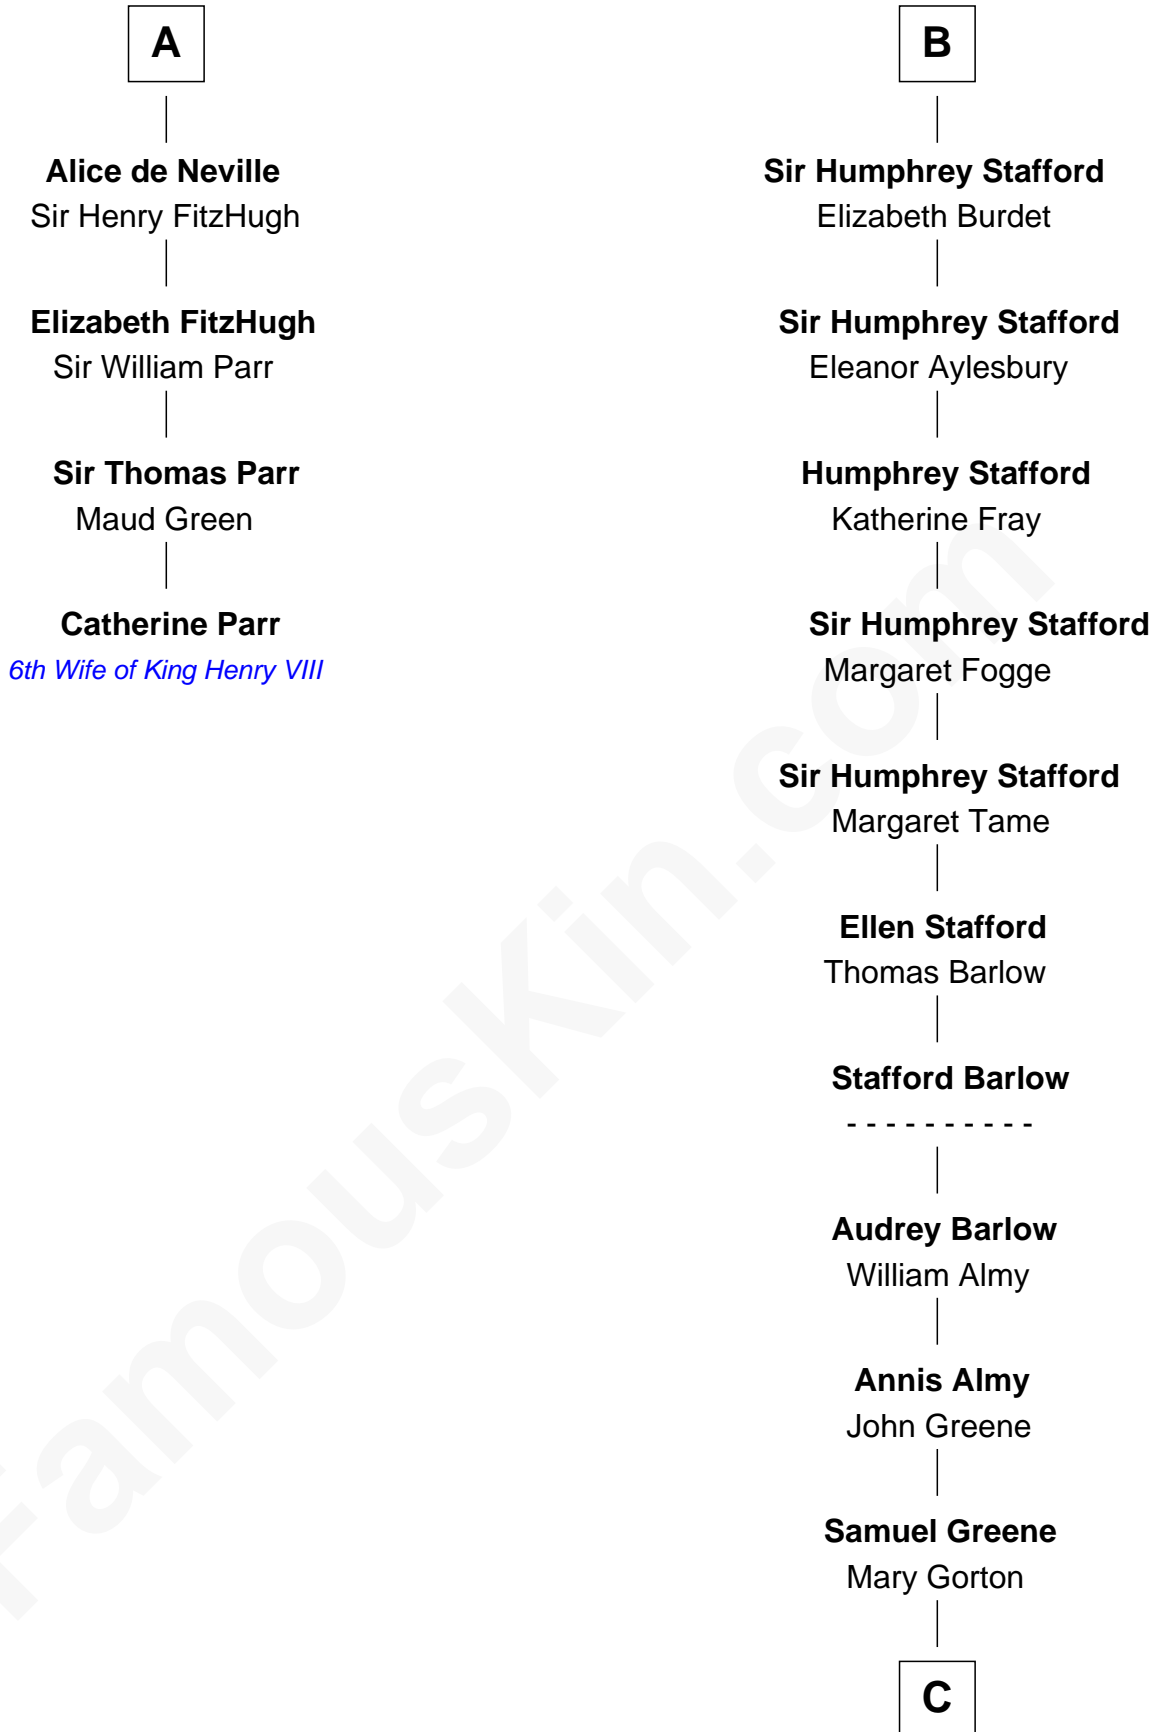 A
Alice de Neville
Sir Henry FitzHugh
Elizabeth FitzHugh
Sir William Parr
Sir Thomas Parr
Maud Green
Catherine Parr
6th Wife of King Henry VIII
B
Sir Humphrey Stafford
Elizabeth Burdet
Sir Humphrey Stafford
Eleanor Aylesbury
Humphrey Stafford
Katherine Fray
Sir Humphrey Stafford
Margaret Fogge
Sir Humphrey Stafford
Margaret Tame
Ellen Stafford
Thomas Barlow
Stafford Barlow
- - - - - - - - - -
Audrey Barlow
William Almy
Annis Almy
John Greene
Samuel Greene
Mary Gorton
C
FamousKin.com